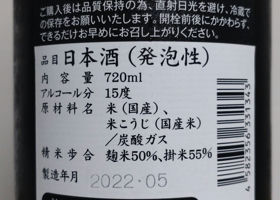 ご購入後は品質保持の為、直射日光を避け、冷蔵で
の保存をお願いいたします。開栓前後にかかわらず、
できるだけお早めにお召し上がりください。
品目 日本酒(発泡性)
内容量 720ml
アルコール分 15度
原材料名 米(国産)、
米こうじ(国産米)
/炭酸ガス
精米歩合 麹米50%、掛米55%
製造年月 2022-05
4582356331343